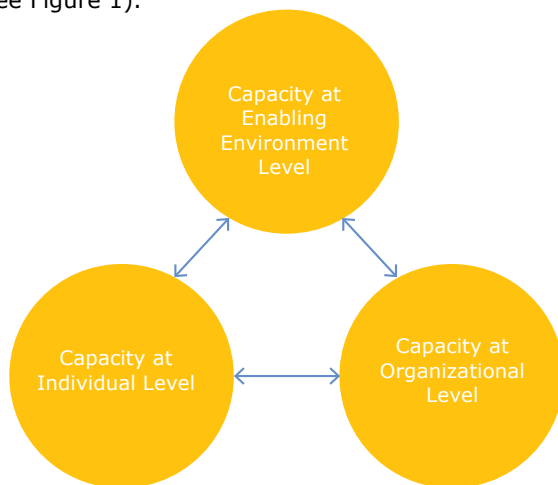 ee Figure 1).
Capacity at
Enabling
Environment
Level
Capacity at
Individual Level
Capacity at
Organizational
Level